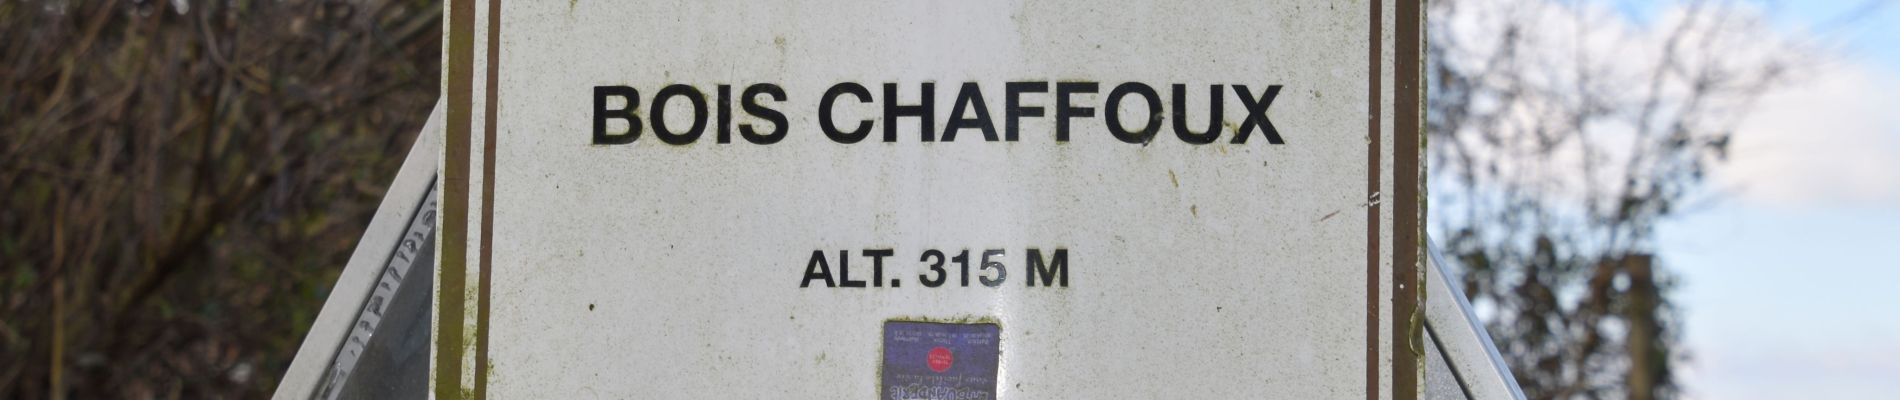 BOIS CHAFFOUX
ALT. 315 M